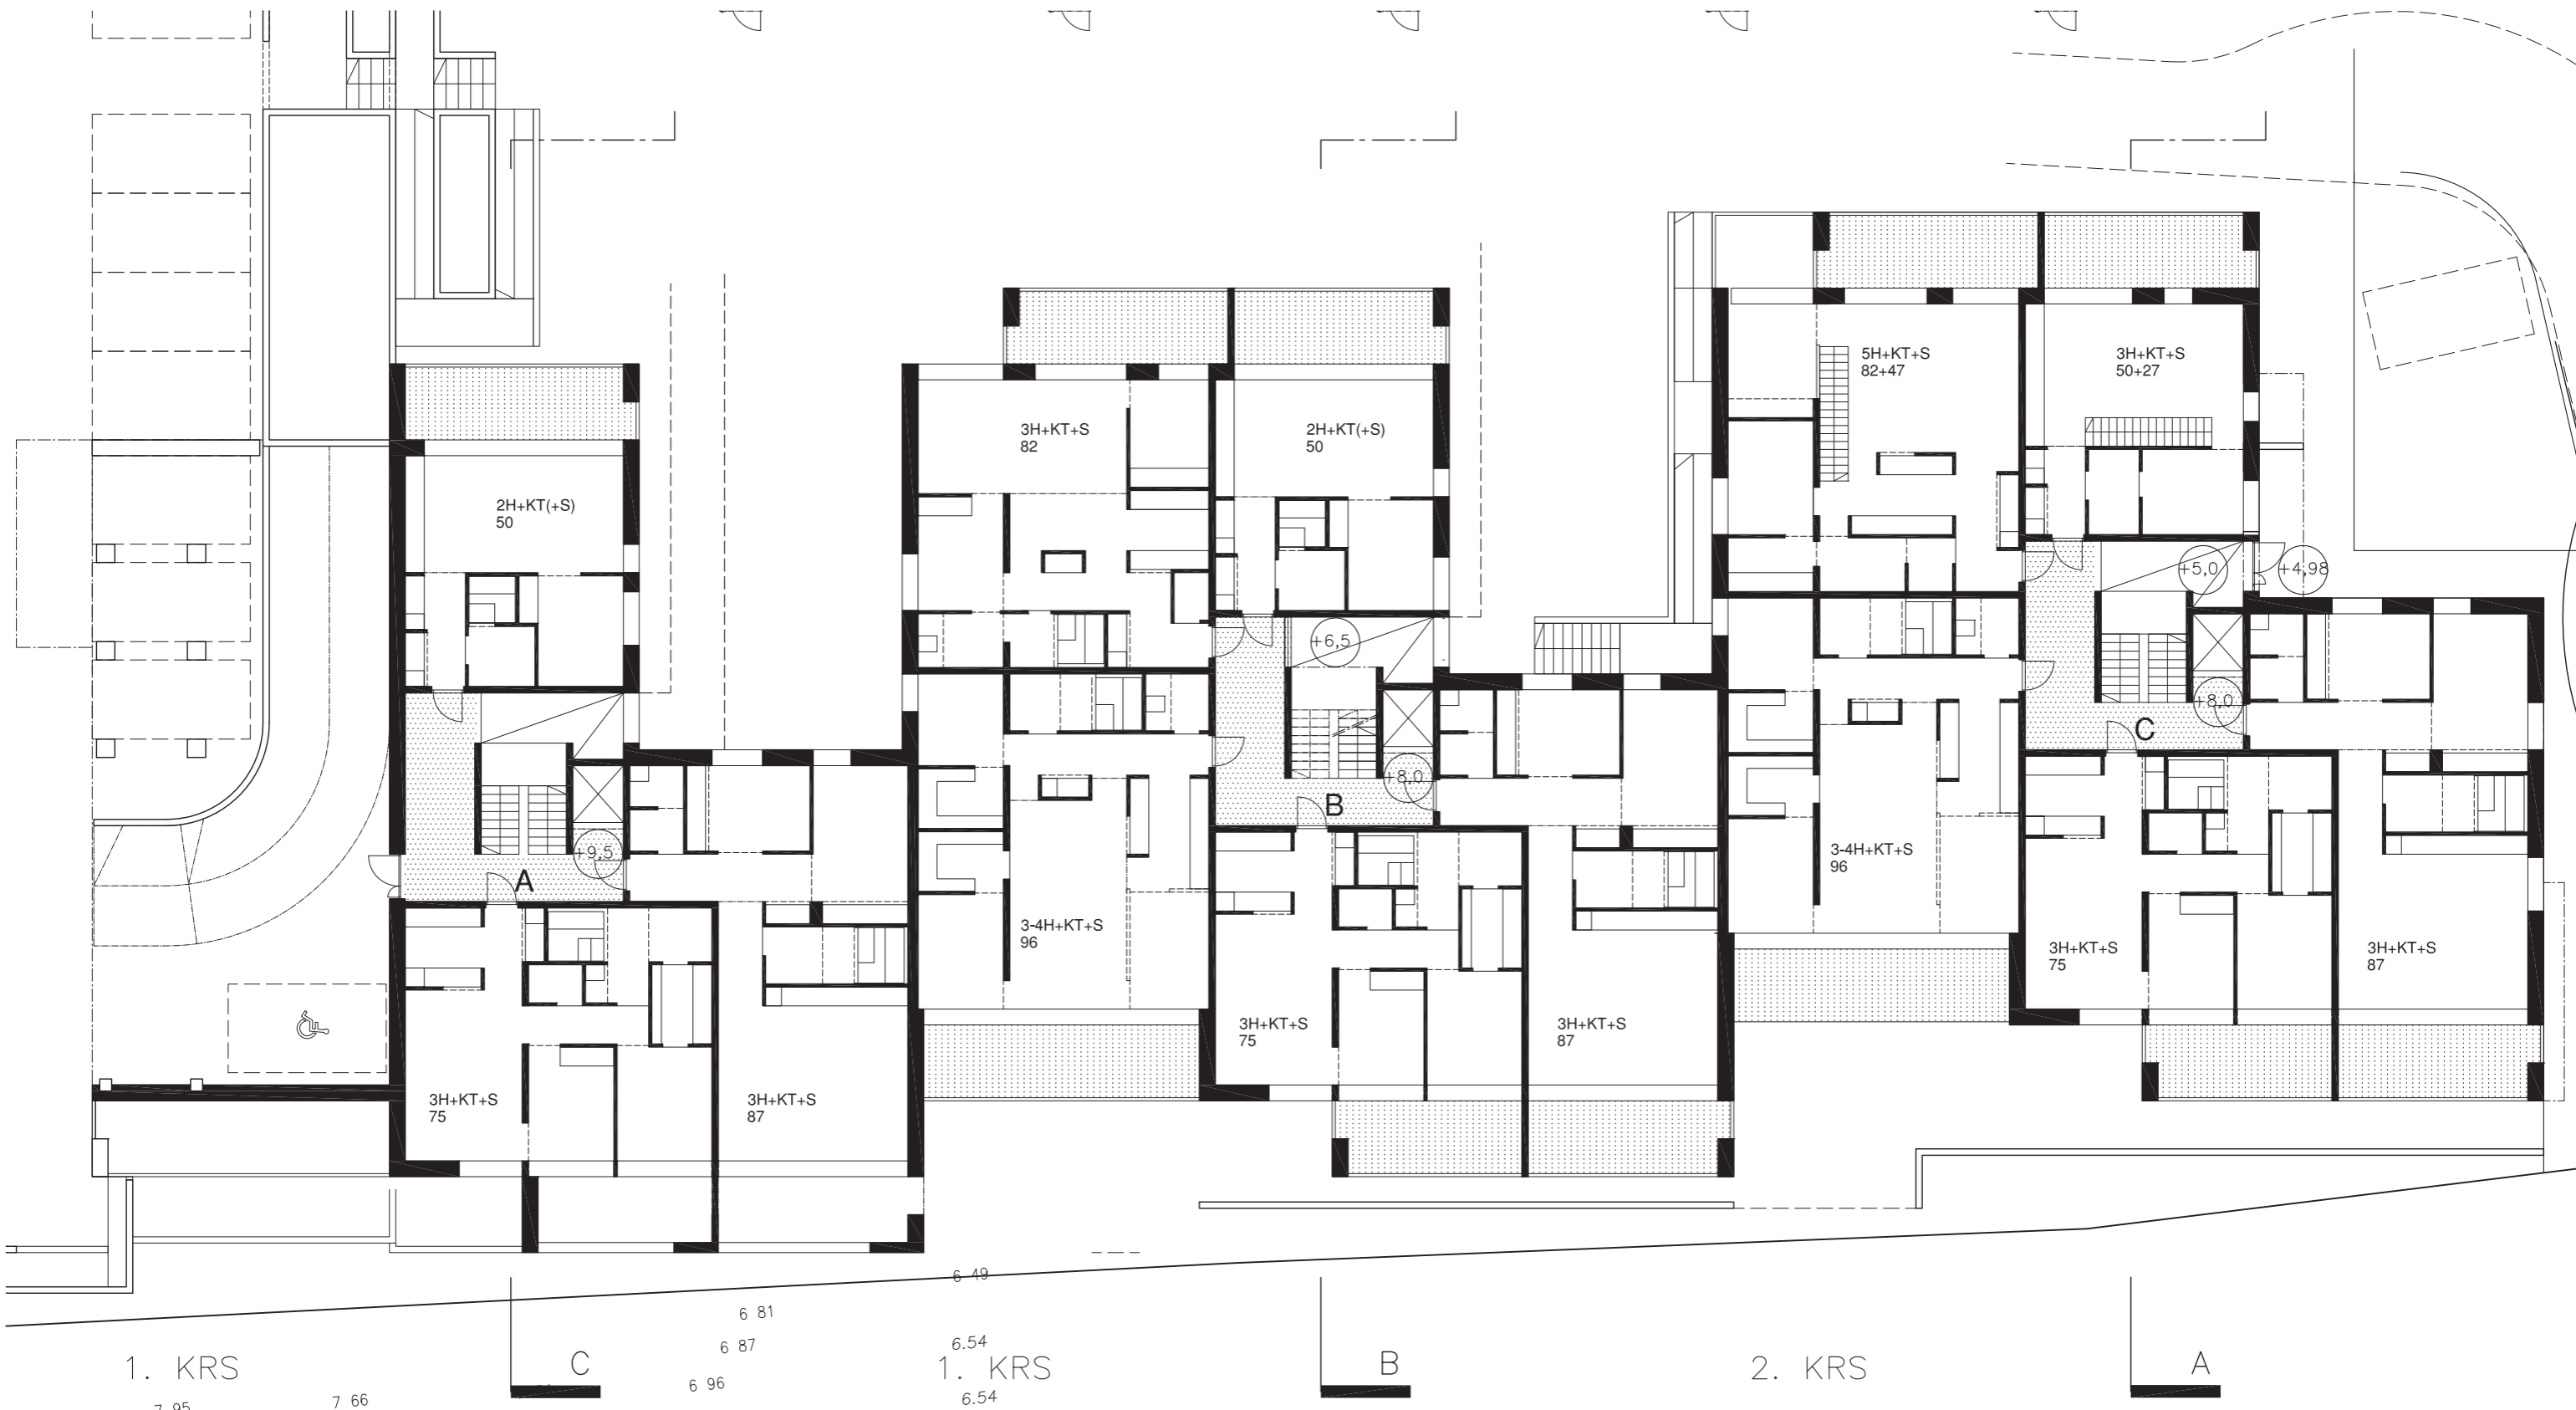 5H+KT+S
82+47
3H+KT+S
50+27
3H+KT+S
82
2H+KT(+S)
50
2H+KT(+S)
50
+5,0
+4,98
+6,5
+8,0
C
+8,0
B
+9,5
A
3-4H+KT+S
96
3-4H+KT+S
96
3H+KT+S
75
3H+KT+S
87
3H+KT+S
75
3H+KT+S
87
3H+KT+S
75
3H+KT+S
87
6 49
6 81
6 87
6.54
1. KRS
C
1. KRS
B
2. KRS
A
6 96
7 66
6.54
7 95